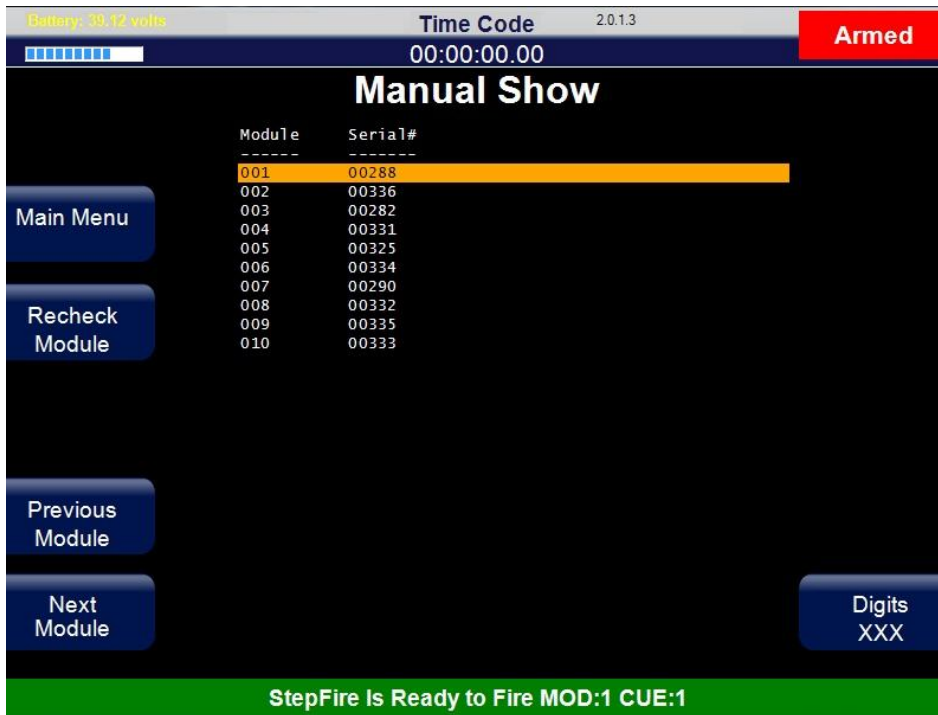 Battery: 39.12 volts
Time Code
2.0.1.3
Armed
00:00:00.00
Manual Show
Module Serial#
------ -------
001 00288
002 00336
003 00282
004 00331
005 00325
006 00334
007 00290
008 00332
009 00335
010 00333
Main Menu
Recheck
Module
Previous
Module
Next
Module
Digits
XXX
StepFire Is Ready to Fire MOD:1 CUE:1